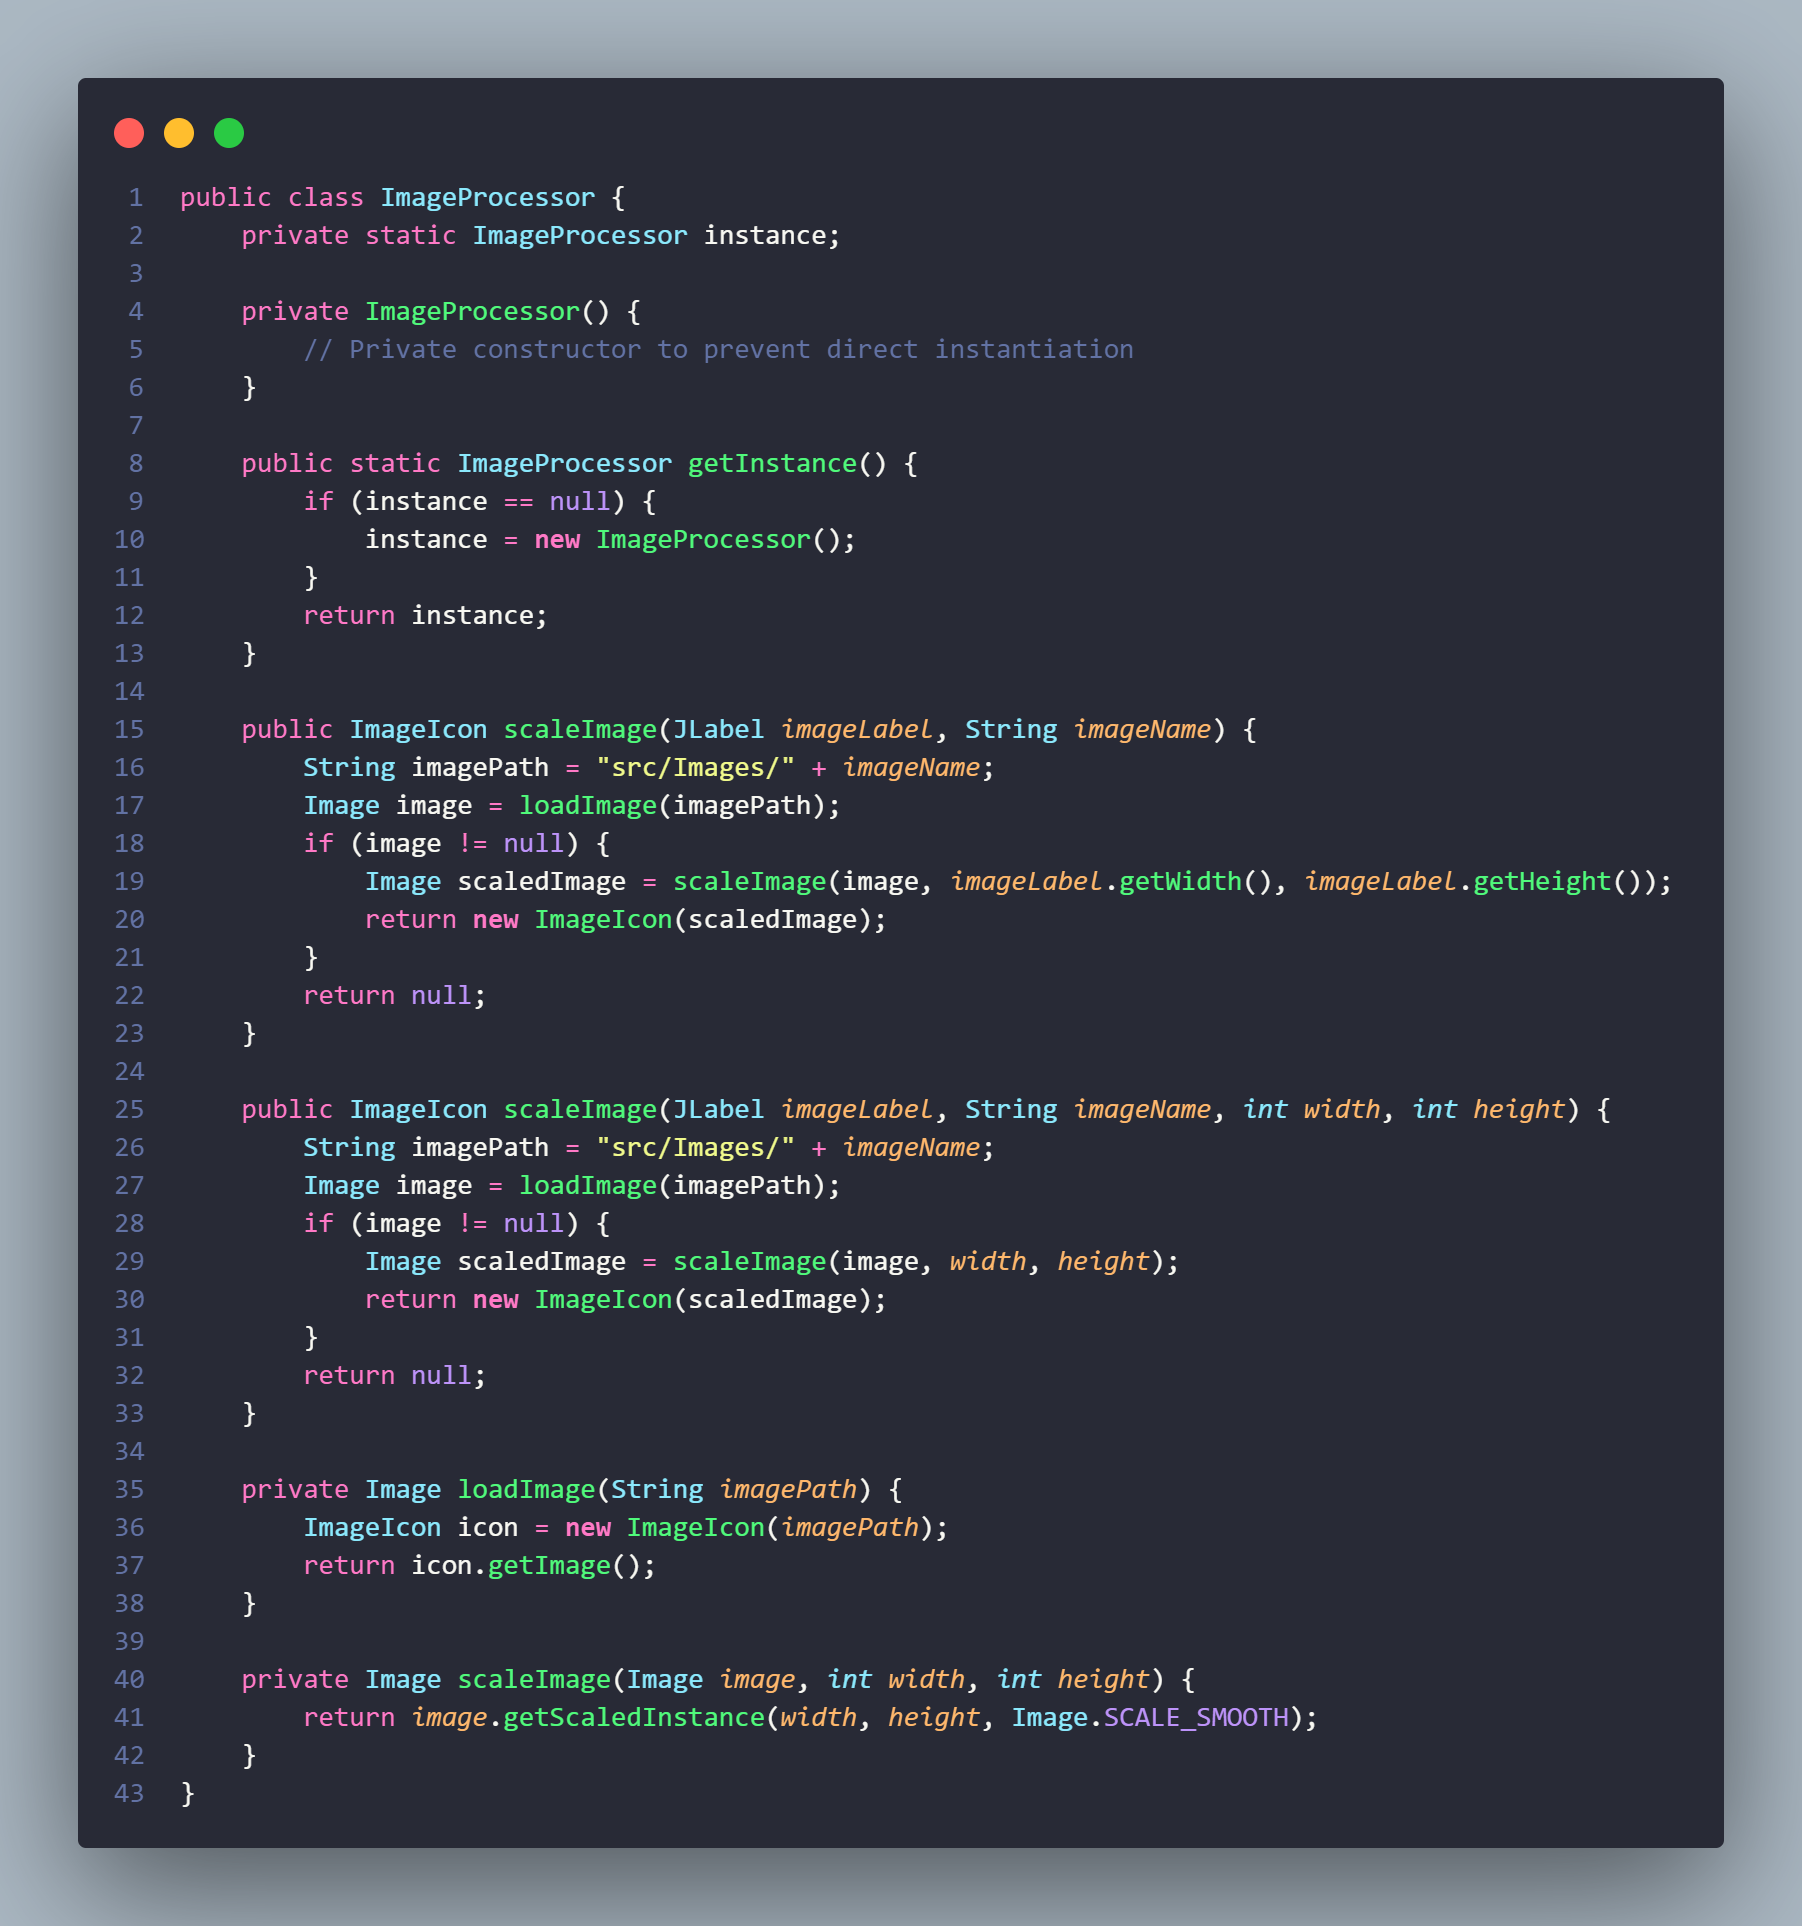 1 public class ImageProcessor {
2     private static ImageProcessor instance;
3
4     private ImageProcessor() {
5         // Private constructor to prevent direct instantiation
6     }
7
8     public static ImageProcessor getInstance() {
9         if (instance == null) {
10             instance = new ImageProcessor();
11         }
12         return instance;
13     }
14
15     public ImageIcon scaleImage(JLabel imageLabel, String imageName) {
16         String imagePath = "src/Images/" + imageName;
17         Image image = loadImage(imagePath);
18         if (image != null) {
19             Image scaledImage = scaleImage(image, imageLabel.getWidth(), imageLabel.getHeight());
20             return new ImageIcon(scaledImage);
21         }
22         return null;
23     }
24
25     public ImageIcon scaleImage(JLabel imageLabel, String imageName, int width, int height) {
26         String imagePath = "src/Images/" + imageName;
27         Image image = loadImage(imagePath);
28         if (image != null) {
29             Image scaledImage = scaleImage(image, width, height);
30             return new ImageIcon(scaledImage);
31         }
32         return null;
33     }
34
35     private Image loadImage(String imagePath) {
36         ImageIcon icon = new ImageIcon(imagePath);
37         return icon.getImage();
38     }
39
40     private Image scaleImage(Image image, int width, int height) {
41         return image.getScaledInstance(width, height, Image.SCALE_SMOOTH);
42     }
43 }